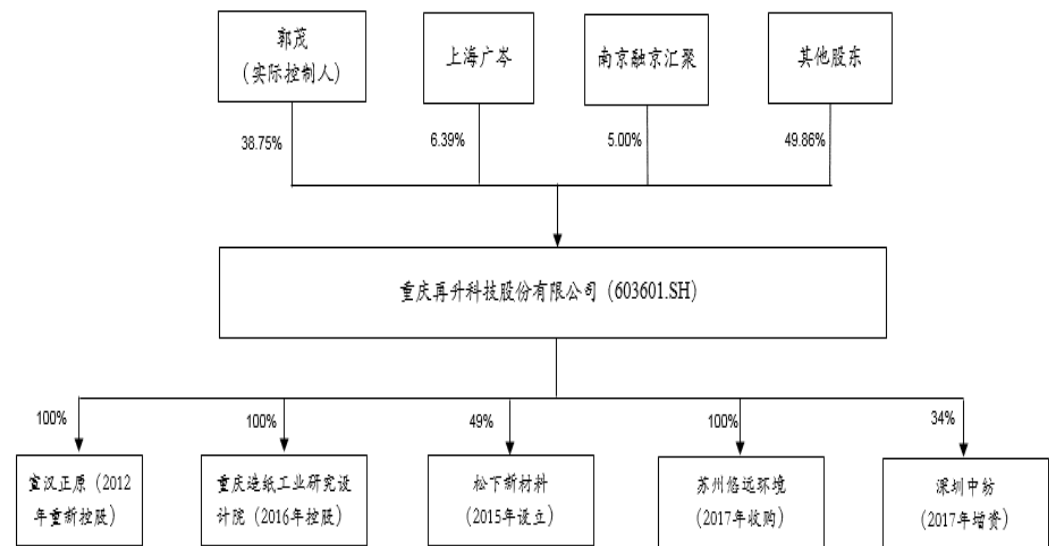 郭茂
（实际控制人）
上海广岑
南京融京汇聚
其他股东
38.75%
6.39%
5.00%
49.86%
重庆再升科技股份有限公司（603601.SH）
100%
100%
49%
100%
34%
宣汉正原（2012
年重新控股）
重庆造纸工业研究设
计院（2016年控股）
松下新材料
（2015年设立）
苏州悠远环境
（2017年收购）
深圳中纺
（2017年增资）